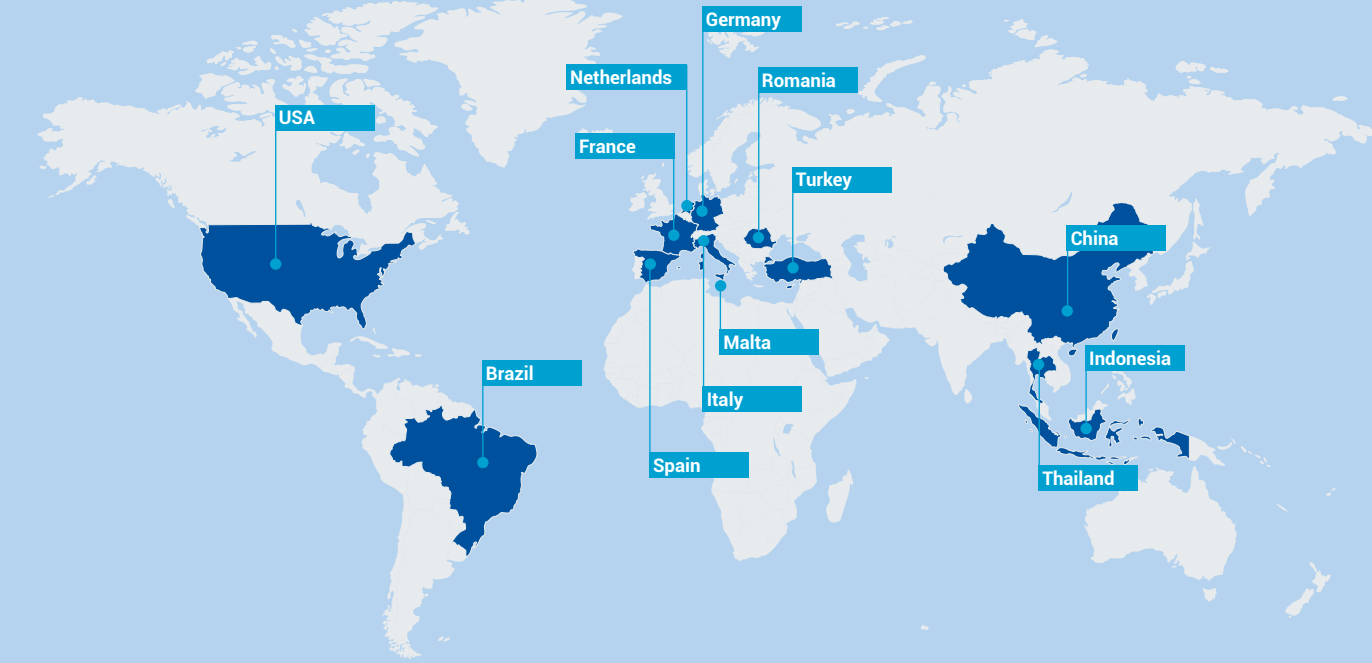 Germany
Netherlands
Romania
USA
France
Turkey
China
Malta
Indonesia
Brazil
Italy
Spain
Thailand